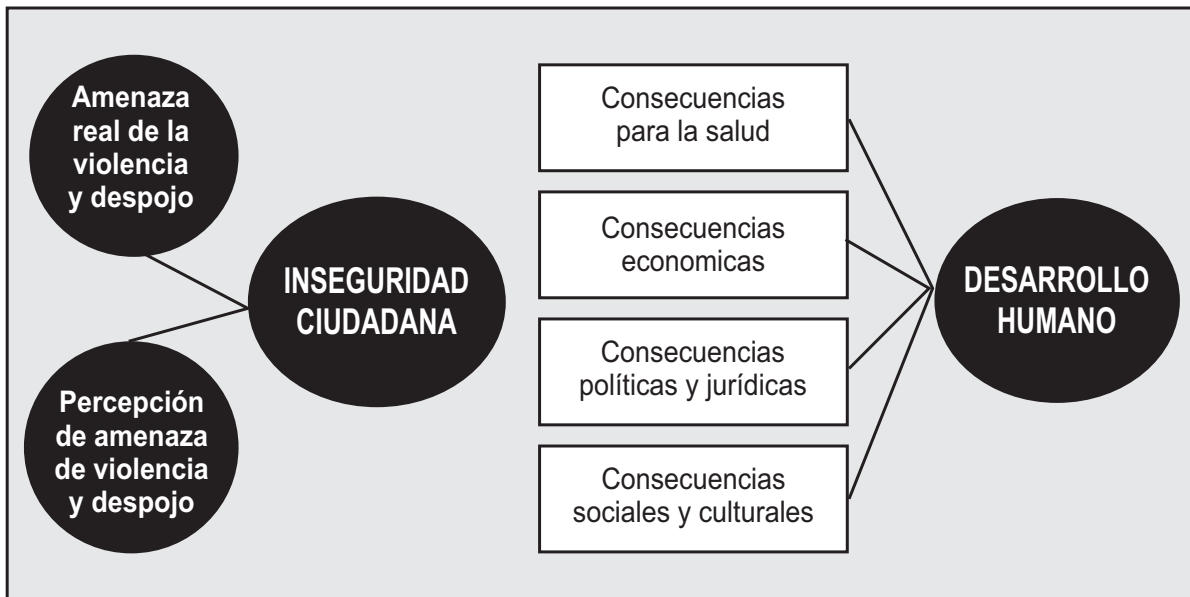 Amenaza
real de la
violencia
y despojo
Percepción
de amenaza
de violencia
y despojo
INSEGURIDAD
CIUDADANA
Consecuencias
para la salud
Consecuencias
economicas
Consecuencias
políticas y jurídicas
Consecuencias
sociales y culturales
DESARROLLO
HUMANO